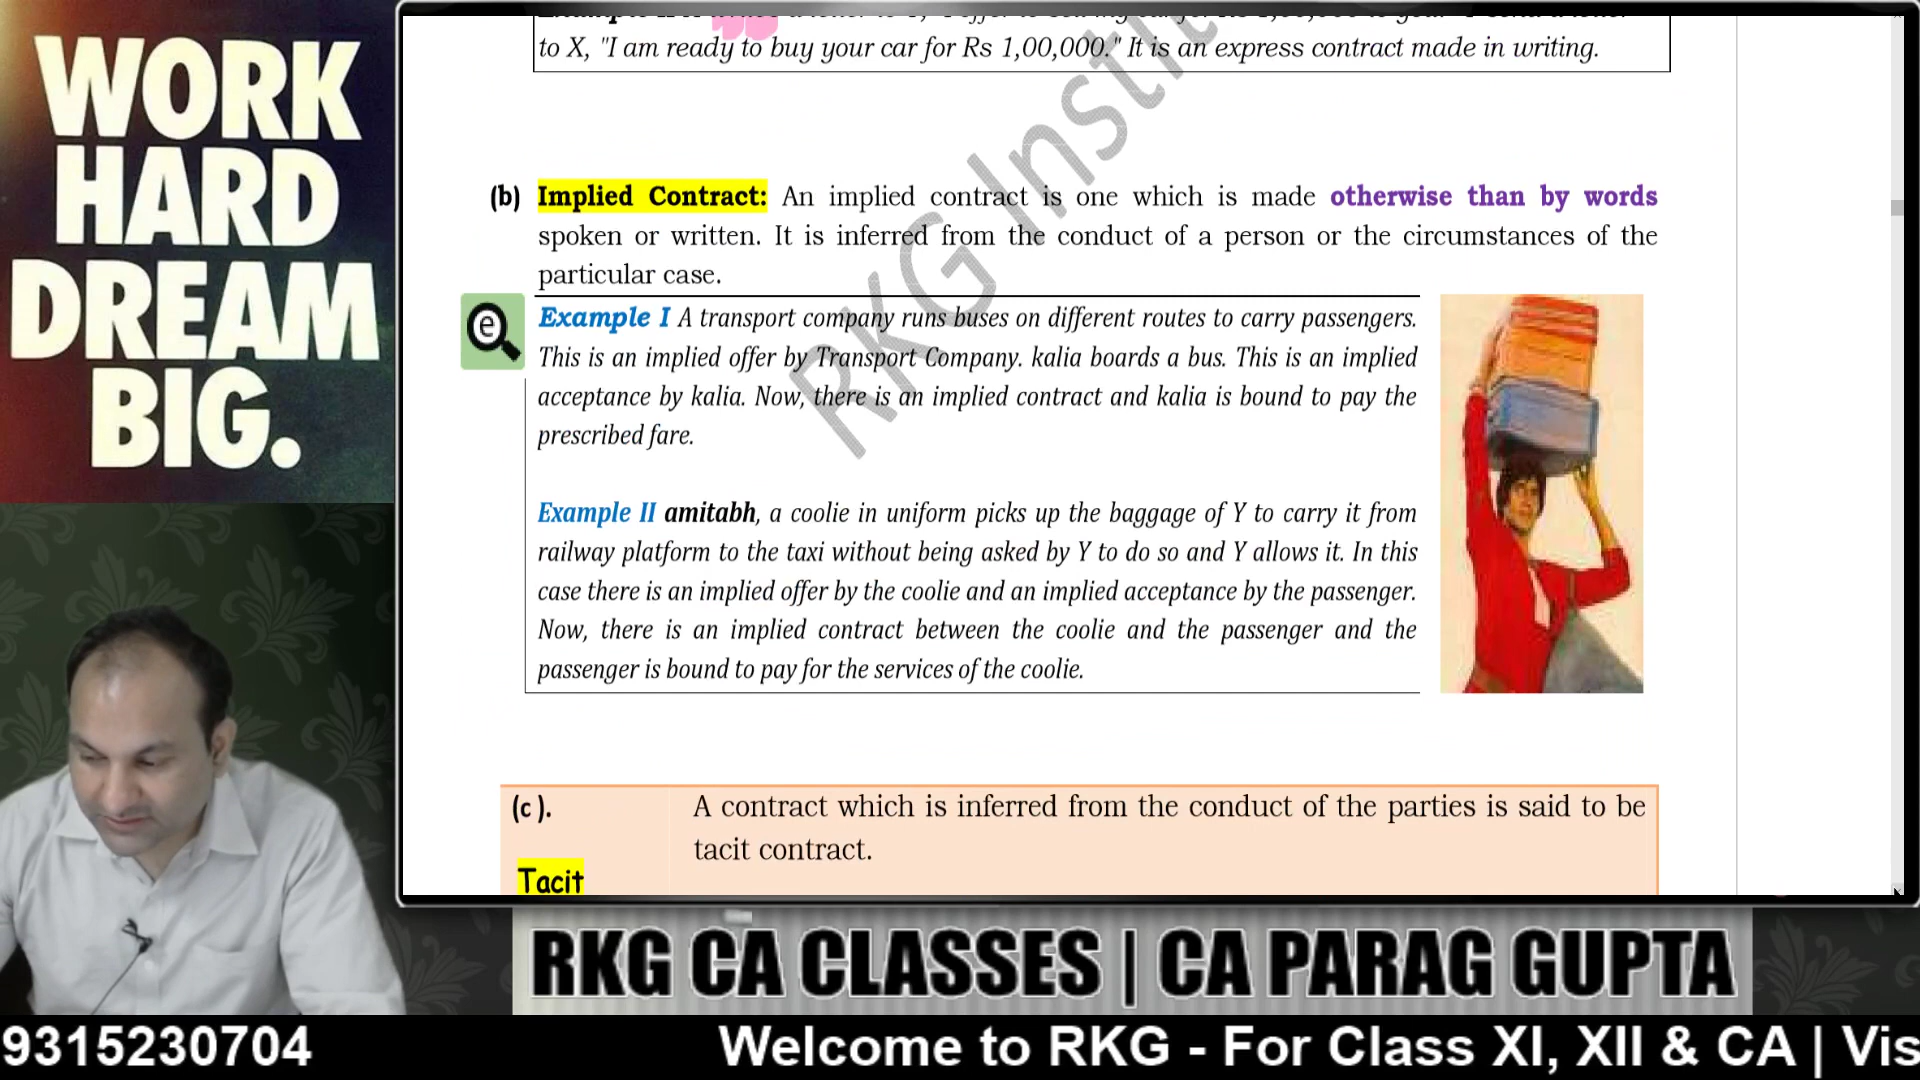 WORK
HARD
DREAM
BIG.
to X, "I am ready to buy your car for Rs 1,00,000." It is an express contract made in writing.
(b) Implied Contract: An implied contract is one which is made otherwise than by words
spoken or written. It is inferred from the conduct of a person or the circumstances of the
particular case.
e
Example I A transport company runs buses on different routes to carry passengers.
This is an implied offer by Transport Company. kalia boards a bus. This is an implied
acceptance by kalia. Now, there is an implied contract and kalia is bound to pay the
prescribed fare.
Example II amitabh, a coolie in uniform picks up the baggage of Y to carry it from
railway platform to the taxi without being asked by Y to do so and Y allows it. In this
case there is an implied offer by the coolie and an implied acceptance by the passenger.
Now, there is an implied contract between the coolie and the passenger and the
passenger is bound to pay for the services of the coolie.
(c ). A contract which is inferred from the conduct of the parties is said to be
tacit contract.
Tacit
RKG Insti
RKG CA CLASSES | CA PARAG GUPTA
9315230704 Welcome to RKG - For Class XI, XII & CA | Vis